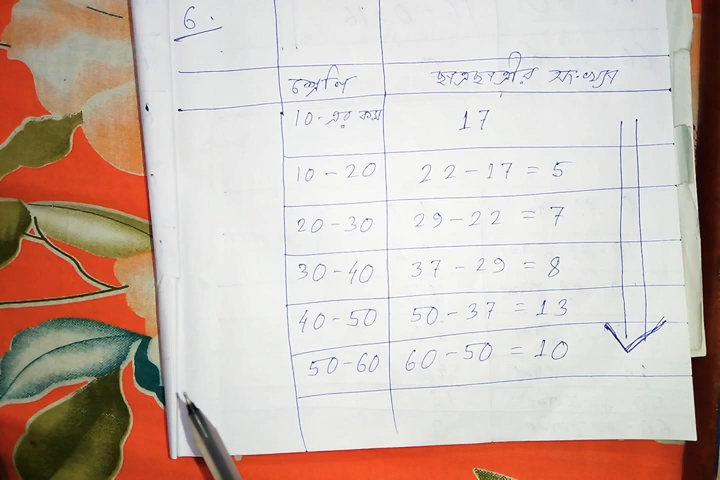 6.
শ্রেণি ছাত্রছাত্রীর সংখ্যা
10-এর কম 17
10-20 22-17 = 5
20-30 29-22 = 7
30-40 37-29 = 8
40-50 50-37 = 13
50-60 60-50 = 10